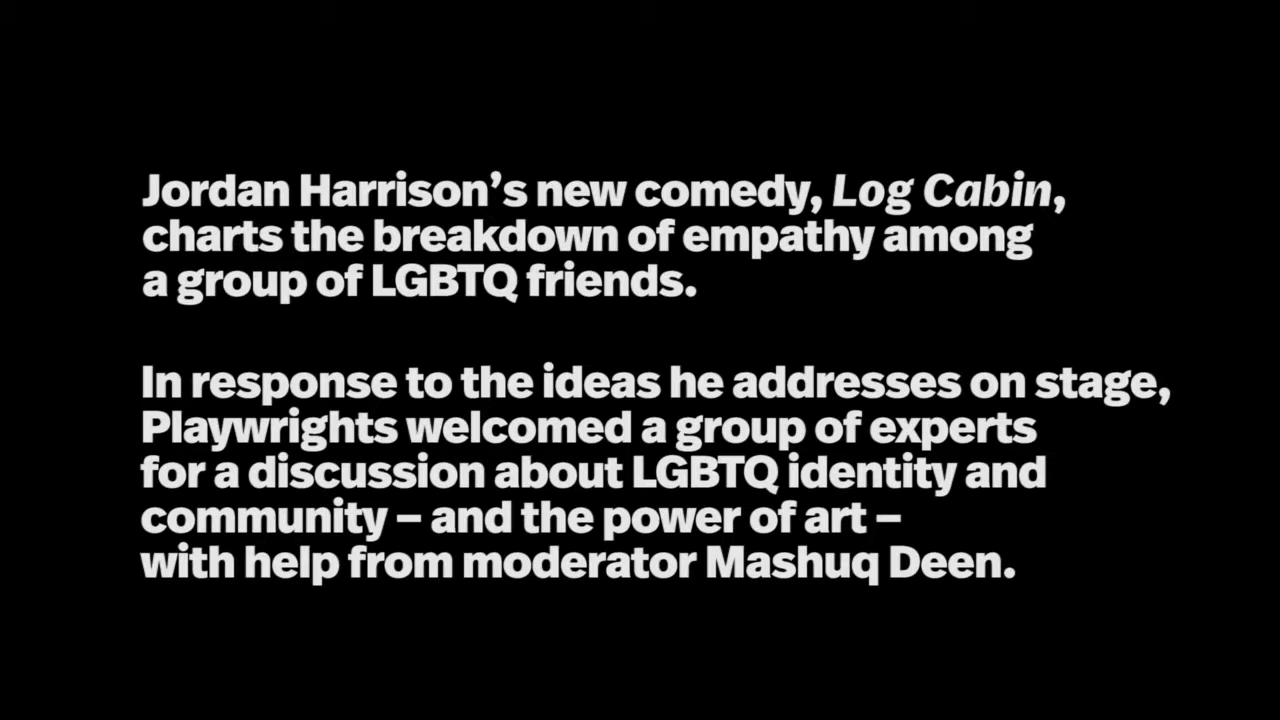 Jordan Harrison’s new comedy, Log Cabin,
charts the breakdown of empathy among
a group of LGBTQ friends.
In response to the ideas he addresses on stage,
Playwrights welcomed a group of experts
for a discussion about LGBTQ identity and
community – and the power of art –
with help from moderator Mashuq Deen.